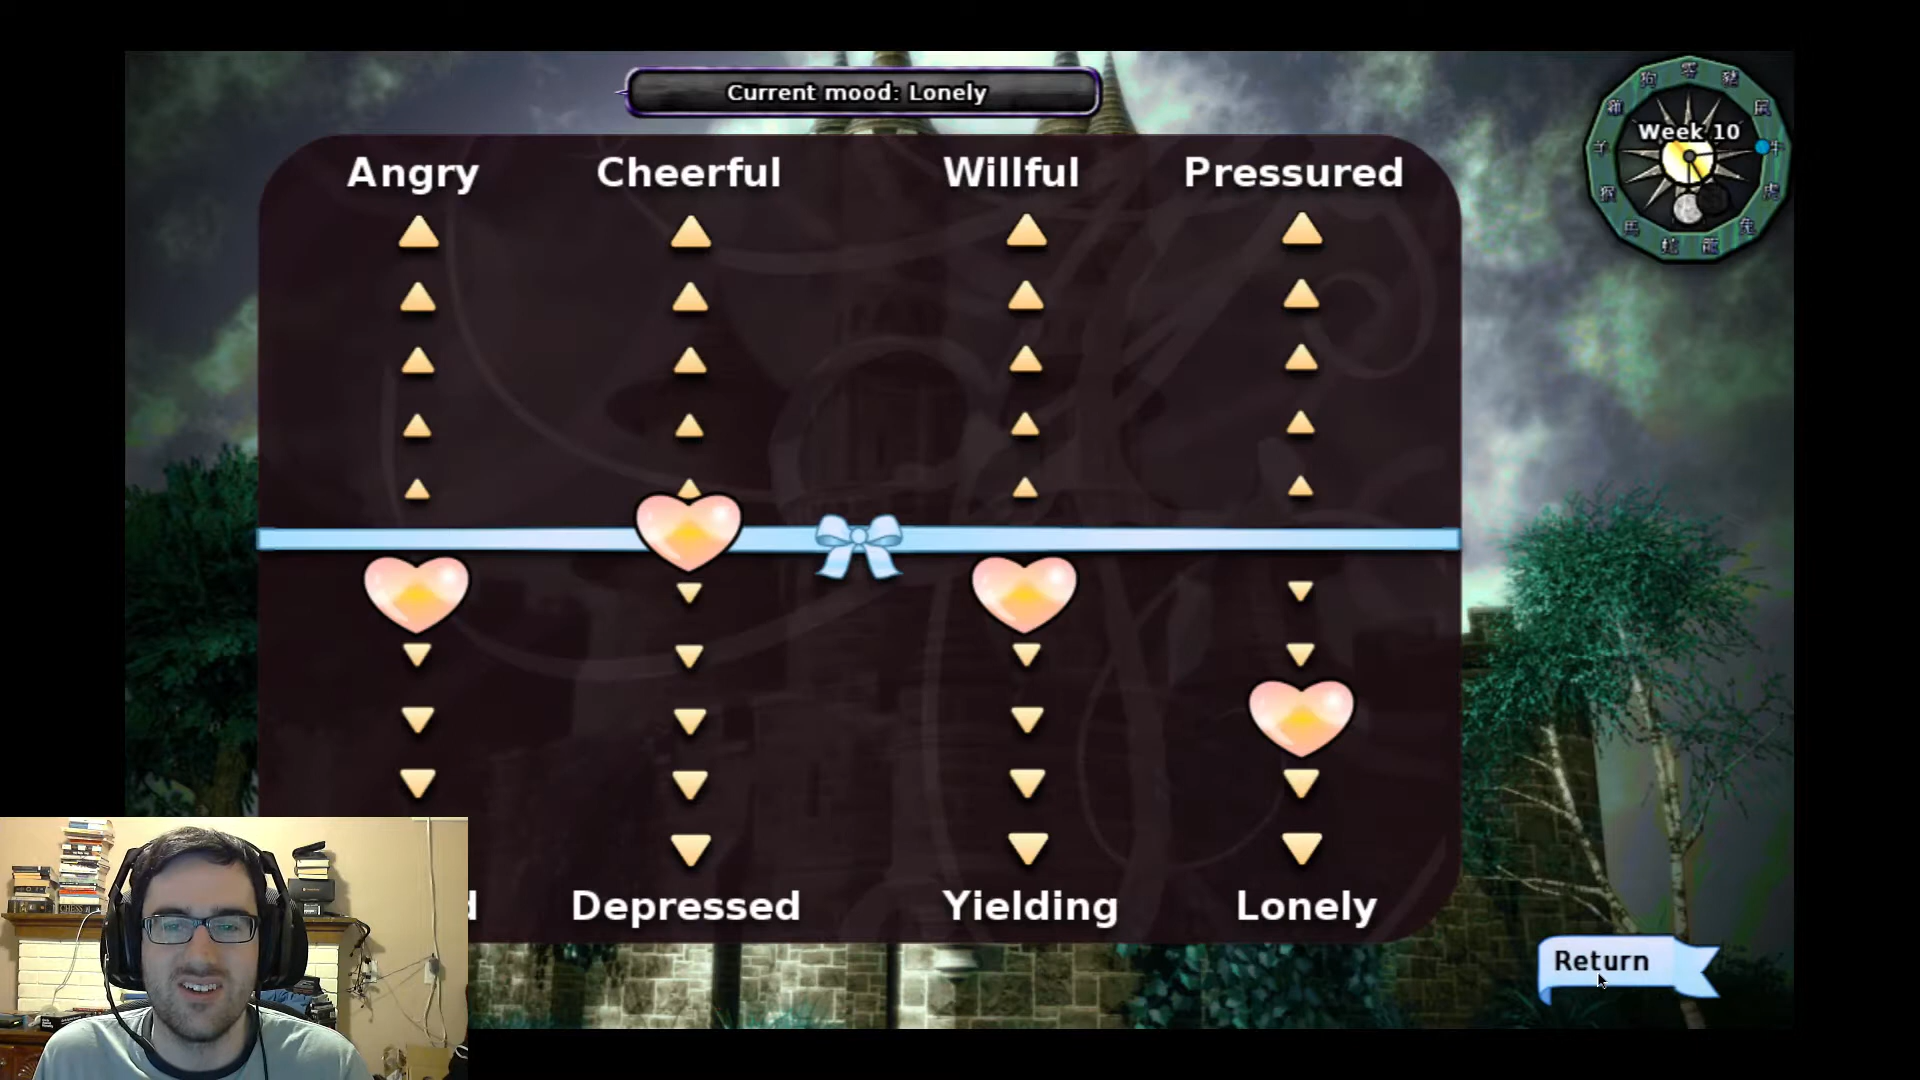 Current mood: Lonely
Week 10
Angry
Cheerful
Willful
Pressured
d
Depressed
Yielding
Lonely
Return